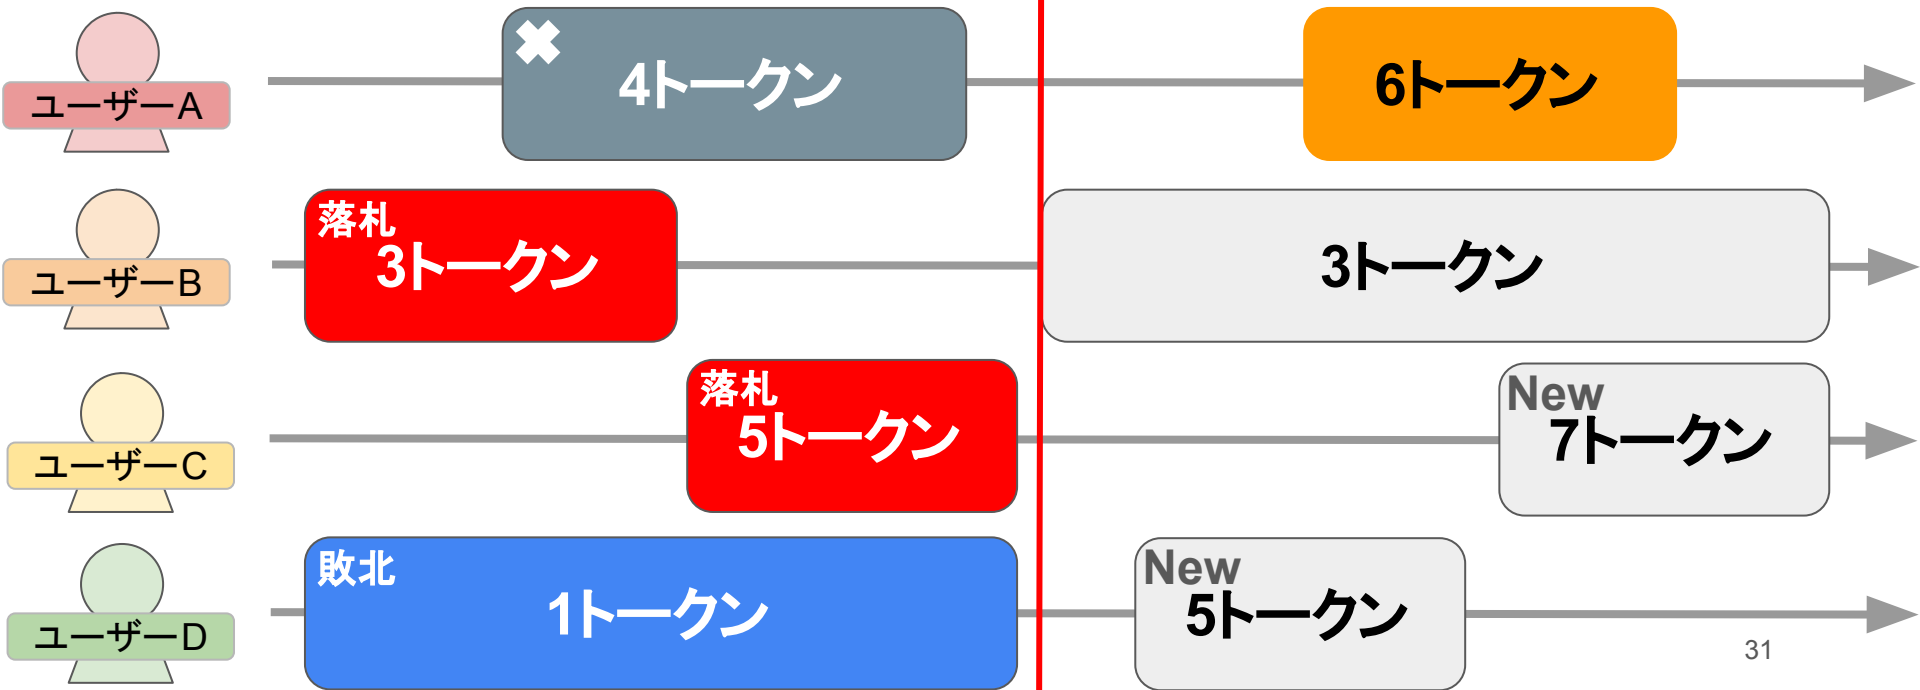 ユーザーA
✖
4トークン
6トークン
ユーザーB
落札
3トークン
3トークン
ユーザーC
落札
5トークン
New
7トークン
ユーザーD
敗北
1トークン
New
5トークン
31